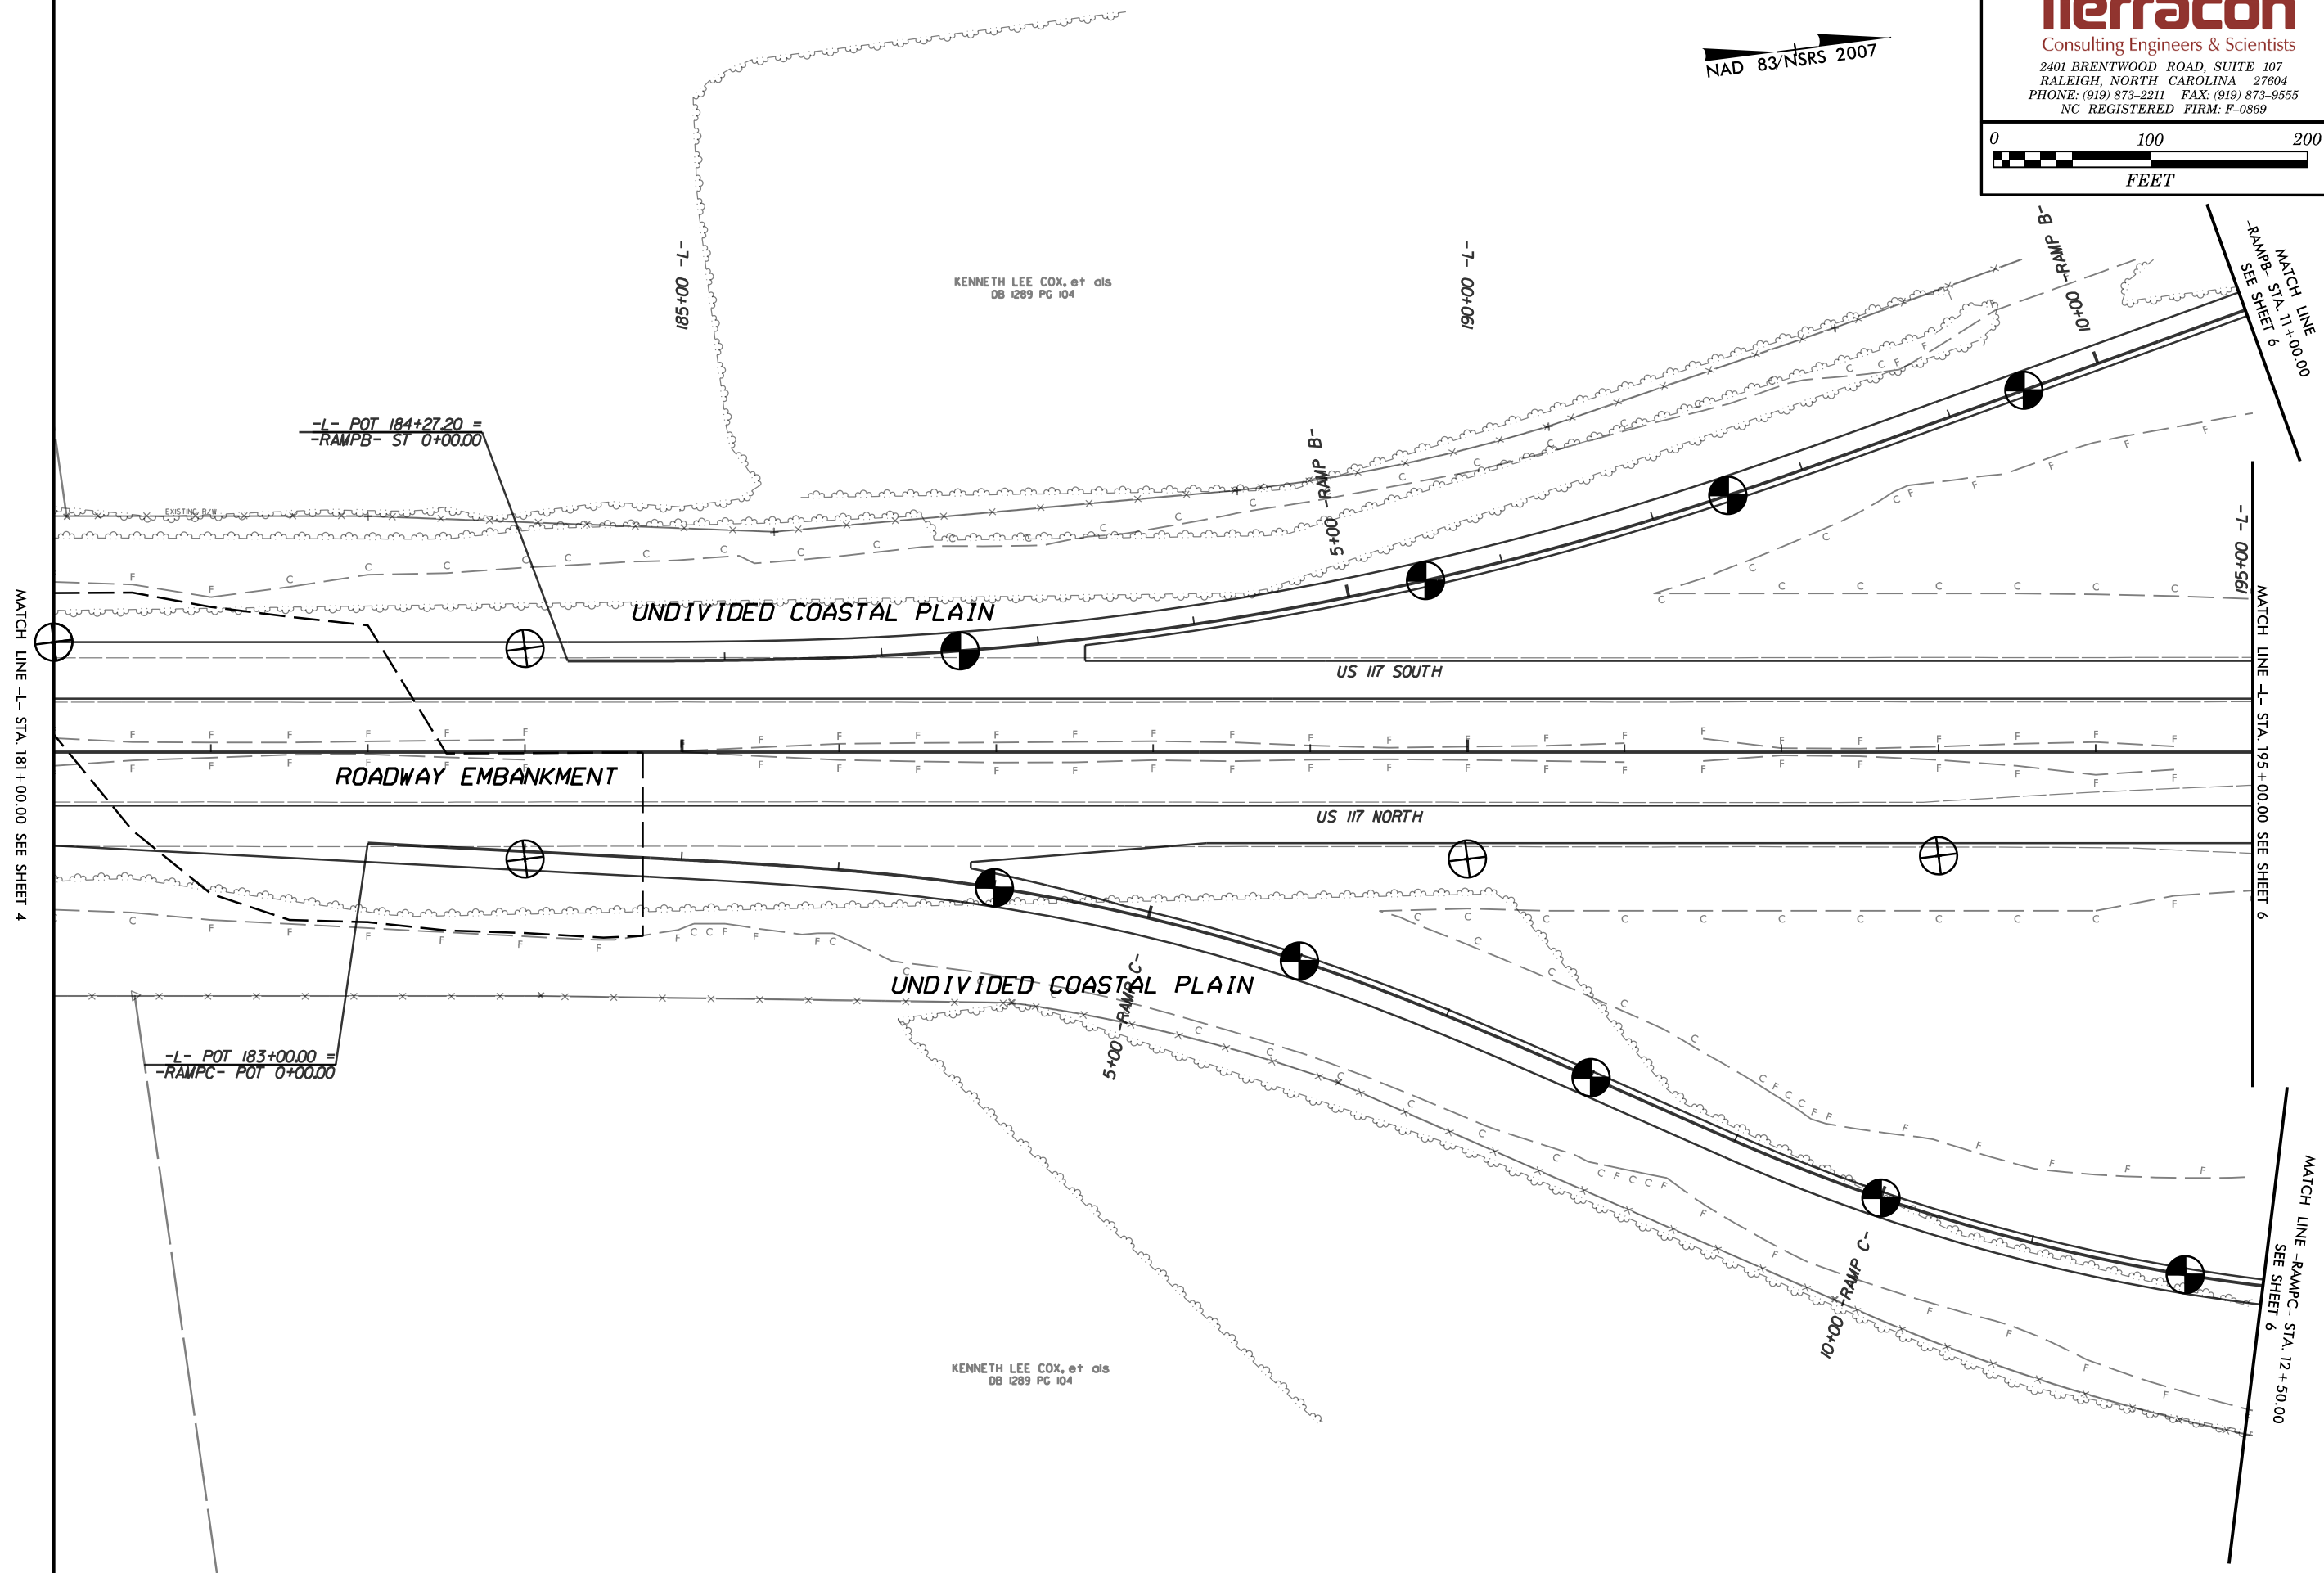 Terracon
Consulting Engineers & Scientists
2401 BRENTWOOD ROAD, SUITE 107
RALEIGH, NORTH CAROLINA 27604
PHONE: (919) 873-2211 FAX: (919) 873-9555
NC REGISTERED FIRM: F-0869
0 100 200
FEET
NAD 83/NSRS 2007
MATCH LINE
-RAMPB- STA. 11+00.00
SEE SHEET 6
10+00 -RAMP B-
185+00 -L-
190+00 -L-
KENNETH LEE COX, et als
DB 1289 PG 104
-L- POT 184+27.20 =
-RAMPB- ST 0+00.00
5+00 -RAMP B-
EXISTING R/W
195+00 -L-
UNDIVIDED COASTAL PLAIN
US 117 SOUTH
MATCH LINE -L- STA. 181+00.00 SEE SHEET 4
MATCH LINE -L- STA. 195+00.00 SEE SHEET 6
ROADWAY EMBANKMENT
US 117 NORTH
UNDIVIDED COASTAL PLAIN
5+00 -RAMP C-
-L- POT 183+00.00 =
-RAMPC- POT 0+00.00
10+00 -RAMP C-
MATCH LINE -RAMPC- STA. 12+50.00
SEE SHEET 6
KENNETH LEE COX, et als
DB 1289 PG 104